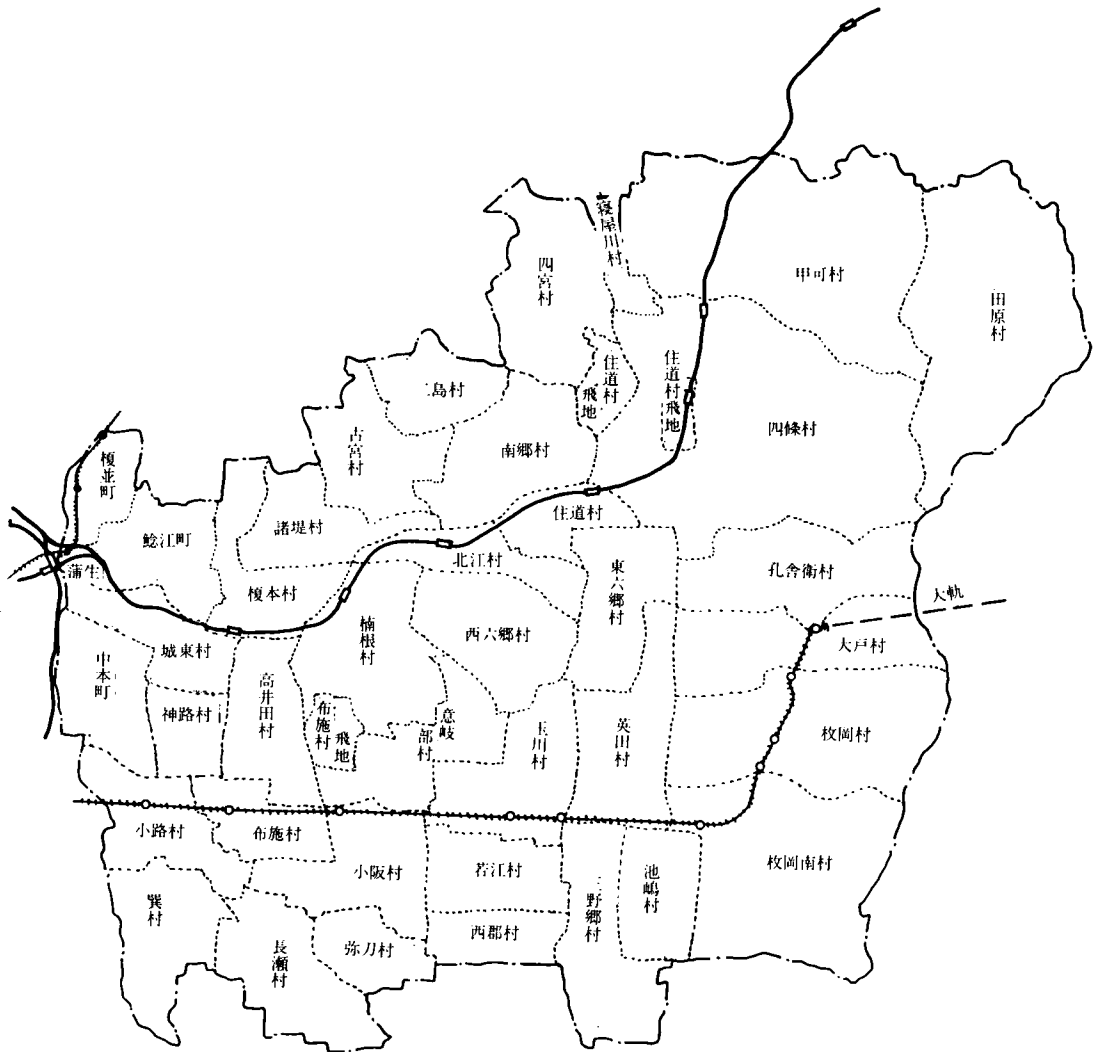 寝屋川村
四宮村
甲可村
田原村
住道村
飛地
住道村飛地
二島村
古宮村
南郷村
四條村
榎並町
諸堤村
住道村
鯰江町
蒲生
北江村
孔舎衛村
榎本村
東六郷村
大軌
楠根村
西六郷村
大戸村
城東村
中本町
高井田村
神路村
布施村
飛地
意岐
部村
玉川村
英田村
枚岡村
小路村
布施村
小阪村
若江村
池嶋村
枚岡南村
巽村
三野郷村
西郡村
長瀬村
弥刀村